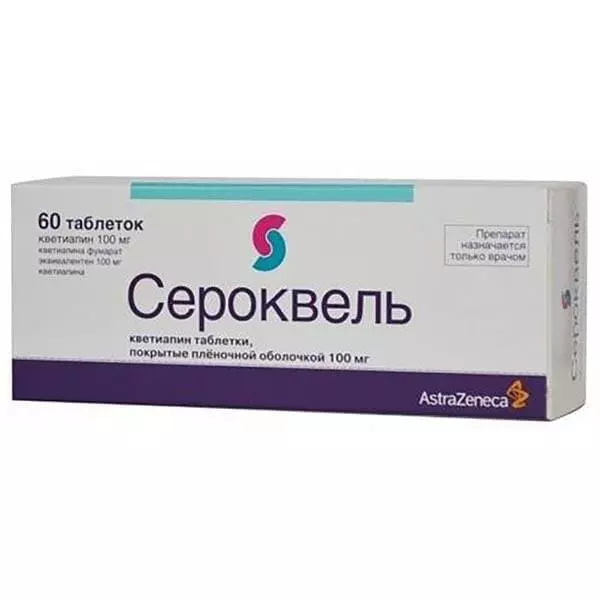 60 таблеток
кветиапин 100 мг
кветиапина фумарат
эквивалентен 100 мг
кветиапина
Препарат
назначается
только врачом
Сероквель
кветиапин таблетки,
покрытые плёночной оболочкой 100 мг
AstraZeneca
Сероквель